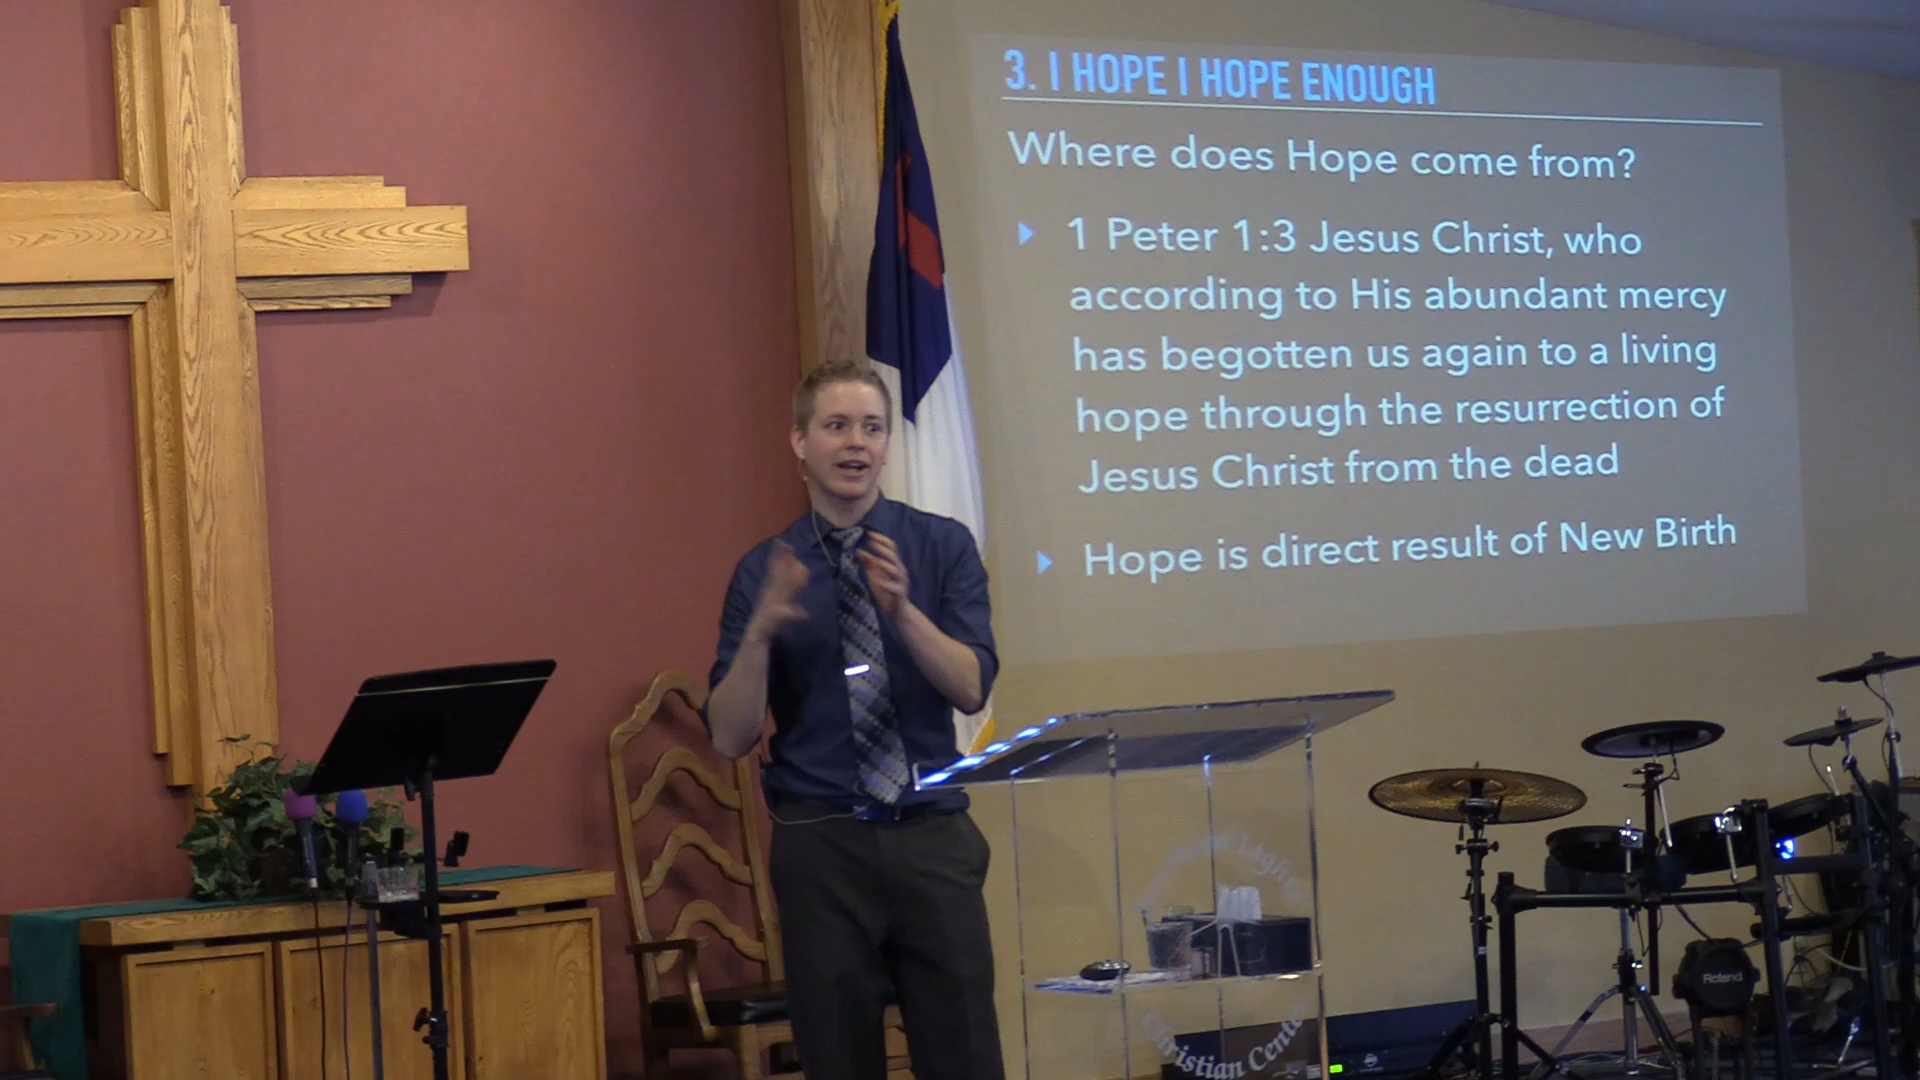 3. I HOPE I HOPE ENOUGH
Where does Hope come from?
1 Peter 1:3 Jesus Christ, who
according to His abundant mercy
has begotten us again to a living
hope through the resurrection of
Jesus Christ from the dead
Hope is direct result of New Birth
Light
Christian Center
Roland